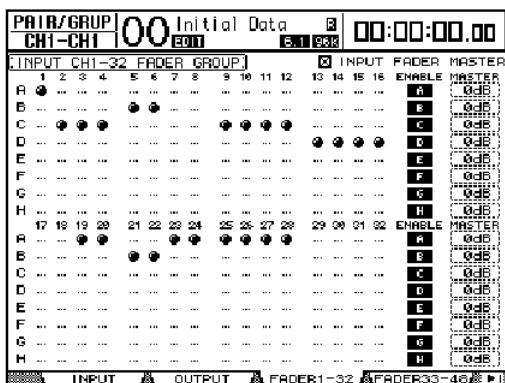 PAIR/GRUP
CH1-CH1
00
Initial Data
EDIT
R
5.1 96k
00:00:00.00
INPUT CH1-32 FADER GROUP
INPUT FADER MASTER
1 2 3 4 5 6 7 8 9 10 11 12 13 14 15 16 ENABLE MASTER
A A 0dB
B B 0dB
C C 0dB
D D 0dB
E E 0dB
F F 0dB
G G 0dB
H H 0dB
17 18 19 20 21 22 23 24 25 26 27 28 29 30 31 32 ENABLE MASTER
A A 0dB
B B 0dB
C C 0dB
D D 0dB
E E 0dB
F F 0dB
G G 0dB
H H 0dB
INPUT OUTPUT FADER1-32 FADER33-48